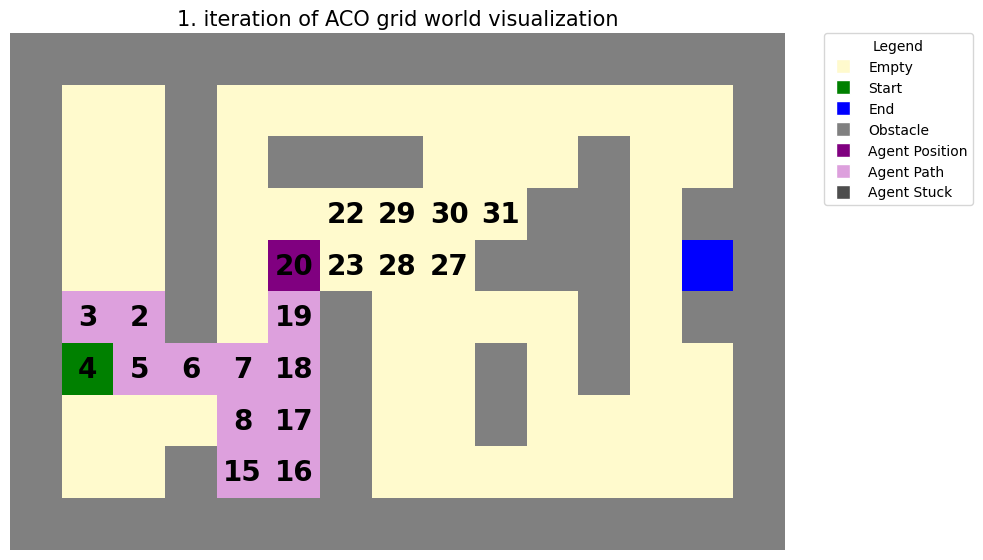 1. iteration of ACO grid world visualization
Legend
Empty
Start
End
Obstacle
Agent Position
Agent Path
Agent Stuck
22 29 30 31
20 23 28 27
3 2 19
4 5 6 7 18
8 17
15 16